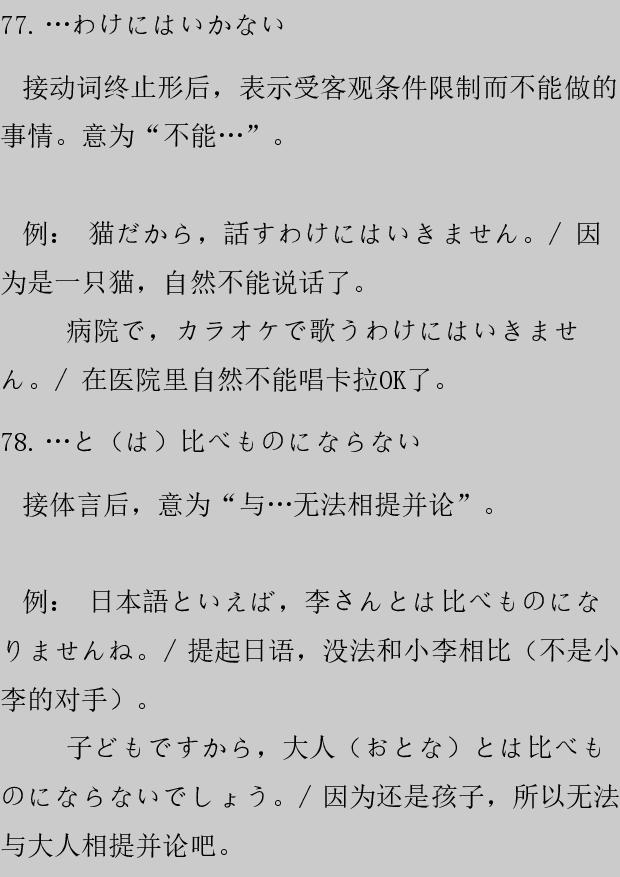 77. …わけにはいかない
接动词终止形后，表示受客观条件限制而不能做的
事情。意为“不能…”。
例： 猫だから，話すわけにはいきません。/ 因
为是一只猫，自然不能说话了。
病院で，カラオケで歌うわけにはいきませ
ん。/ 在医院里自然不能唱卡拉OK了。
78. …と（は）比べものにならない
接体言后，意为“与…无法相提并论”。
例： 日本語といえば，李さんとは比べものにな
りませんね。/ 提起日语，没法和小李相比（不是小
李的对手）。
子どもですから，大人（おとな）とは比べも
のにならないでしょう。/ 因为还是孩子，所以无法
与大人相提并论吧。